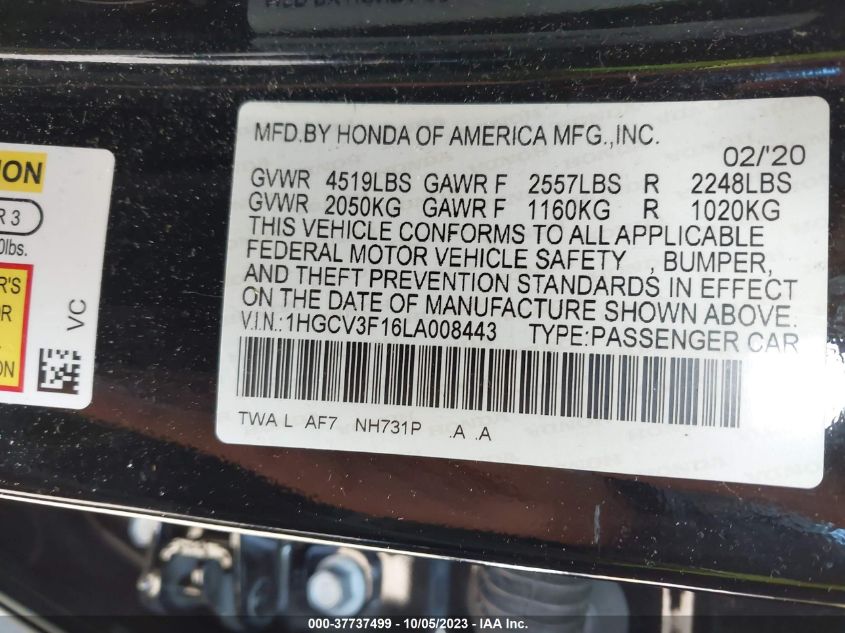 MFD.BY HONDA OF AMERICA MFG.,INC.
02/'20
GVWR 4519LBS GAWR F 2557LBS R 2248LBS
GVWR 2050KG GAWR F 1160KG R 1020KG
THIS VEHICLE CONFORMS TO ALL APPLICABLE
FEDERAL MOTOR VEHICLE SAFETY , BUMPER,
AND THEFT PREVENTION STANDARDS IN EFFECT
ON THE DATE OF MANUFACTURE SHOWN ABOVE.
V.I.N.:1HGCV3F16LA008443 TYPE:PASSENGER CAR
TWA L AF7 NH731P .A .A
R 3
VC
000-37737499 - 10/05/2023 - IAA Inc.